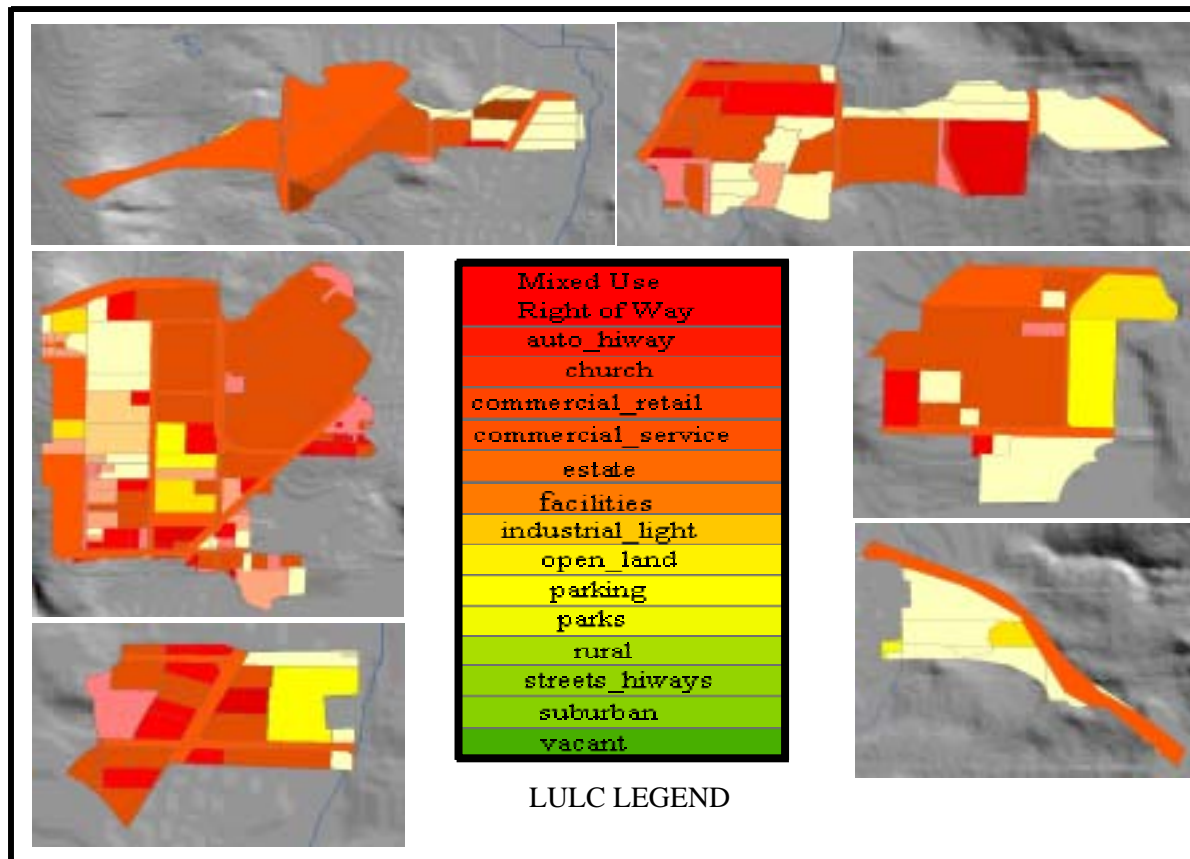 Mixed Use
Right of Way
auto_hiway
church
commercial_retail
commercial_service
estate
facilities
industrial_light
open_land
parking
parks
rural
streets_hiways
suburban
vacant
LULC LEGEND